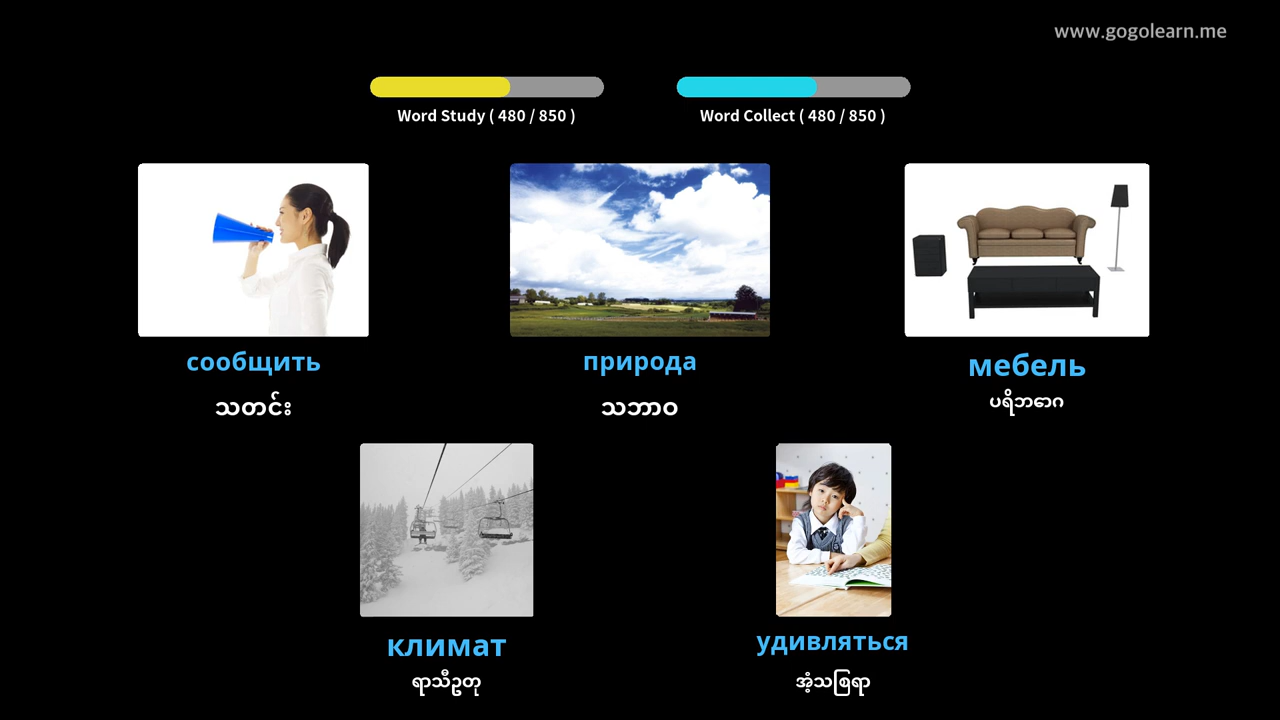 www.gogolearn.me
Word Study ( 480 / 850 )
Word Collect ( 480 / 850 )
сообщить
သတင်း
природа
သဘာဝ
мебель
ပရိဘောဂ
климат
ရာသီဥတု
удивляться
အံ့သစြရာ